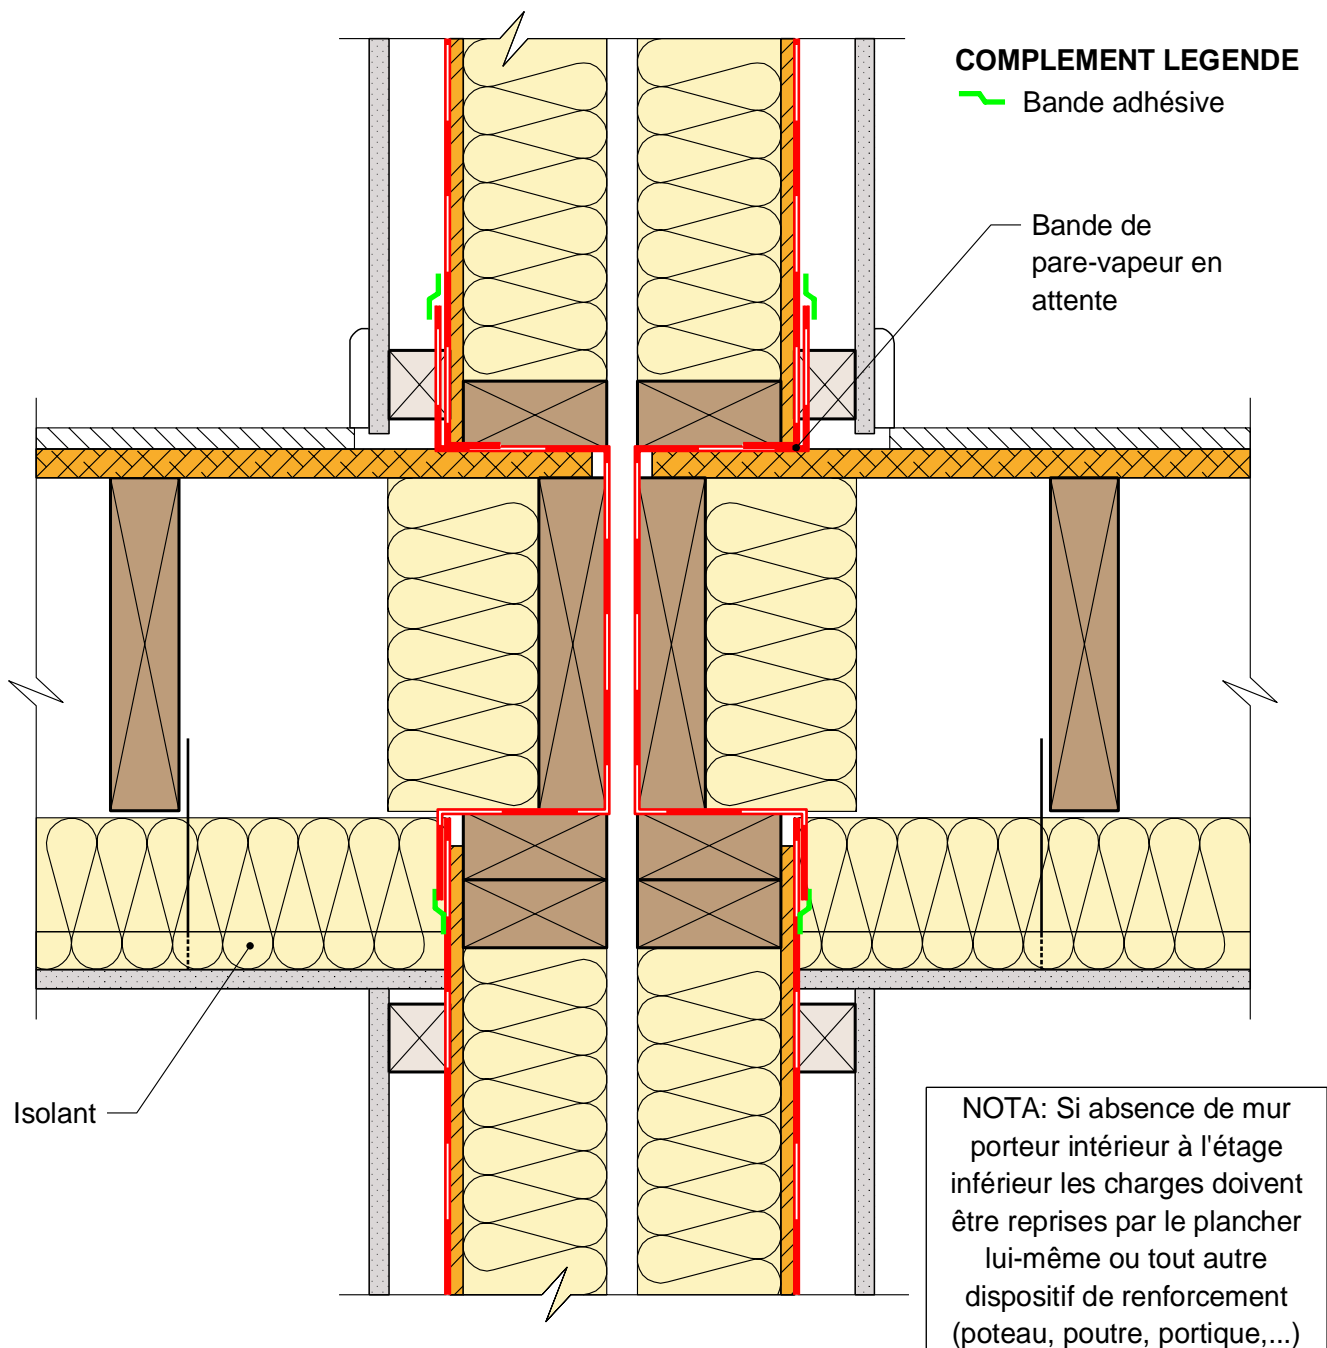 COMPLEMENT LEGENDE
Bande adhésive
Bande de
pare-vapeur en
attente
Isolant
NOTA: Si absence de mur
porteur intérieur à l'étage
inférieur les charges doivent
être reprises par le plancher
lui-même ou tout autre
dispositif de renforcement
(poteau, poutre, portique,...)